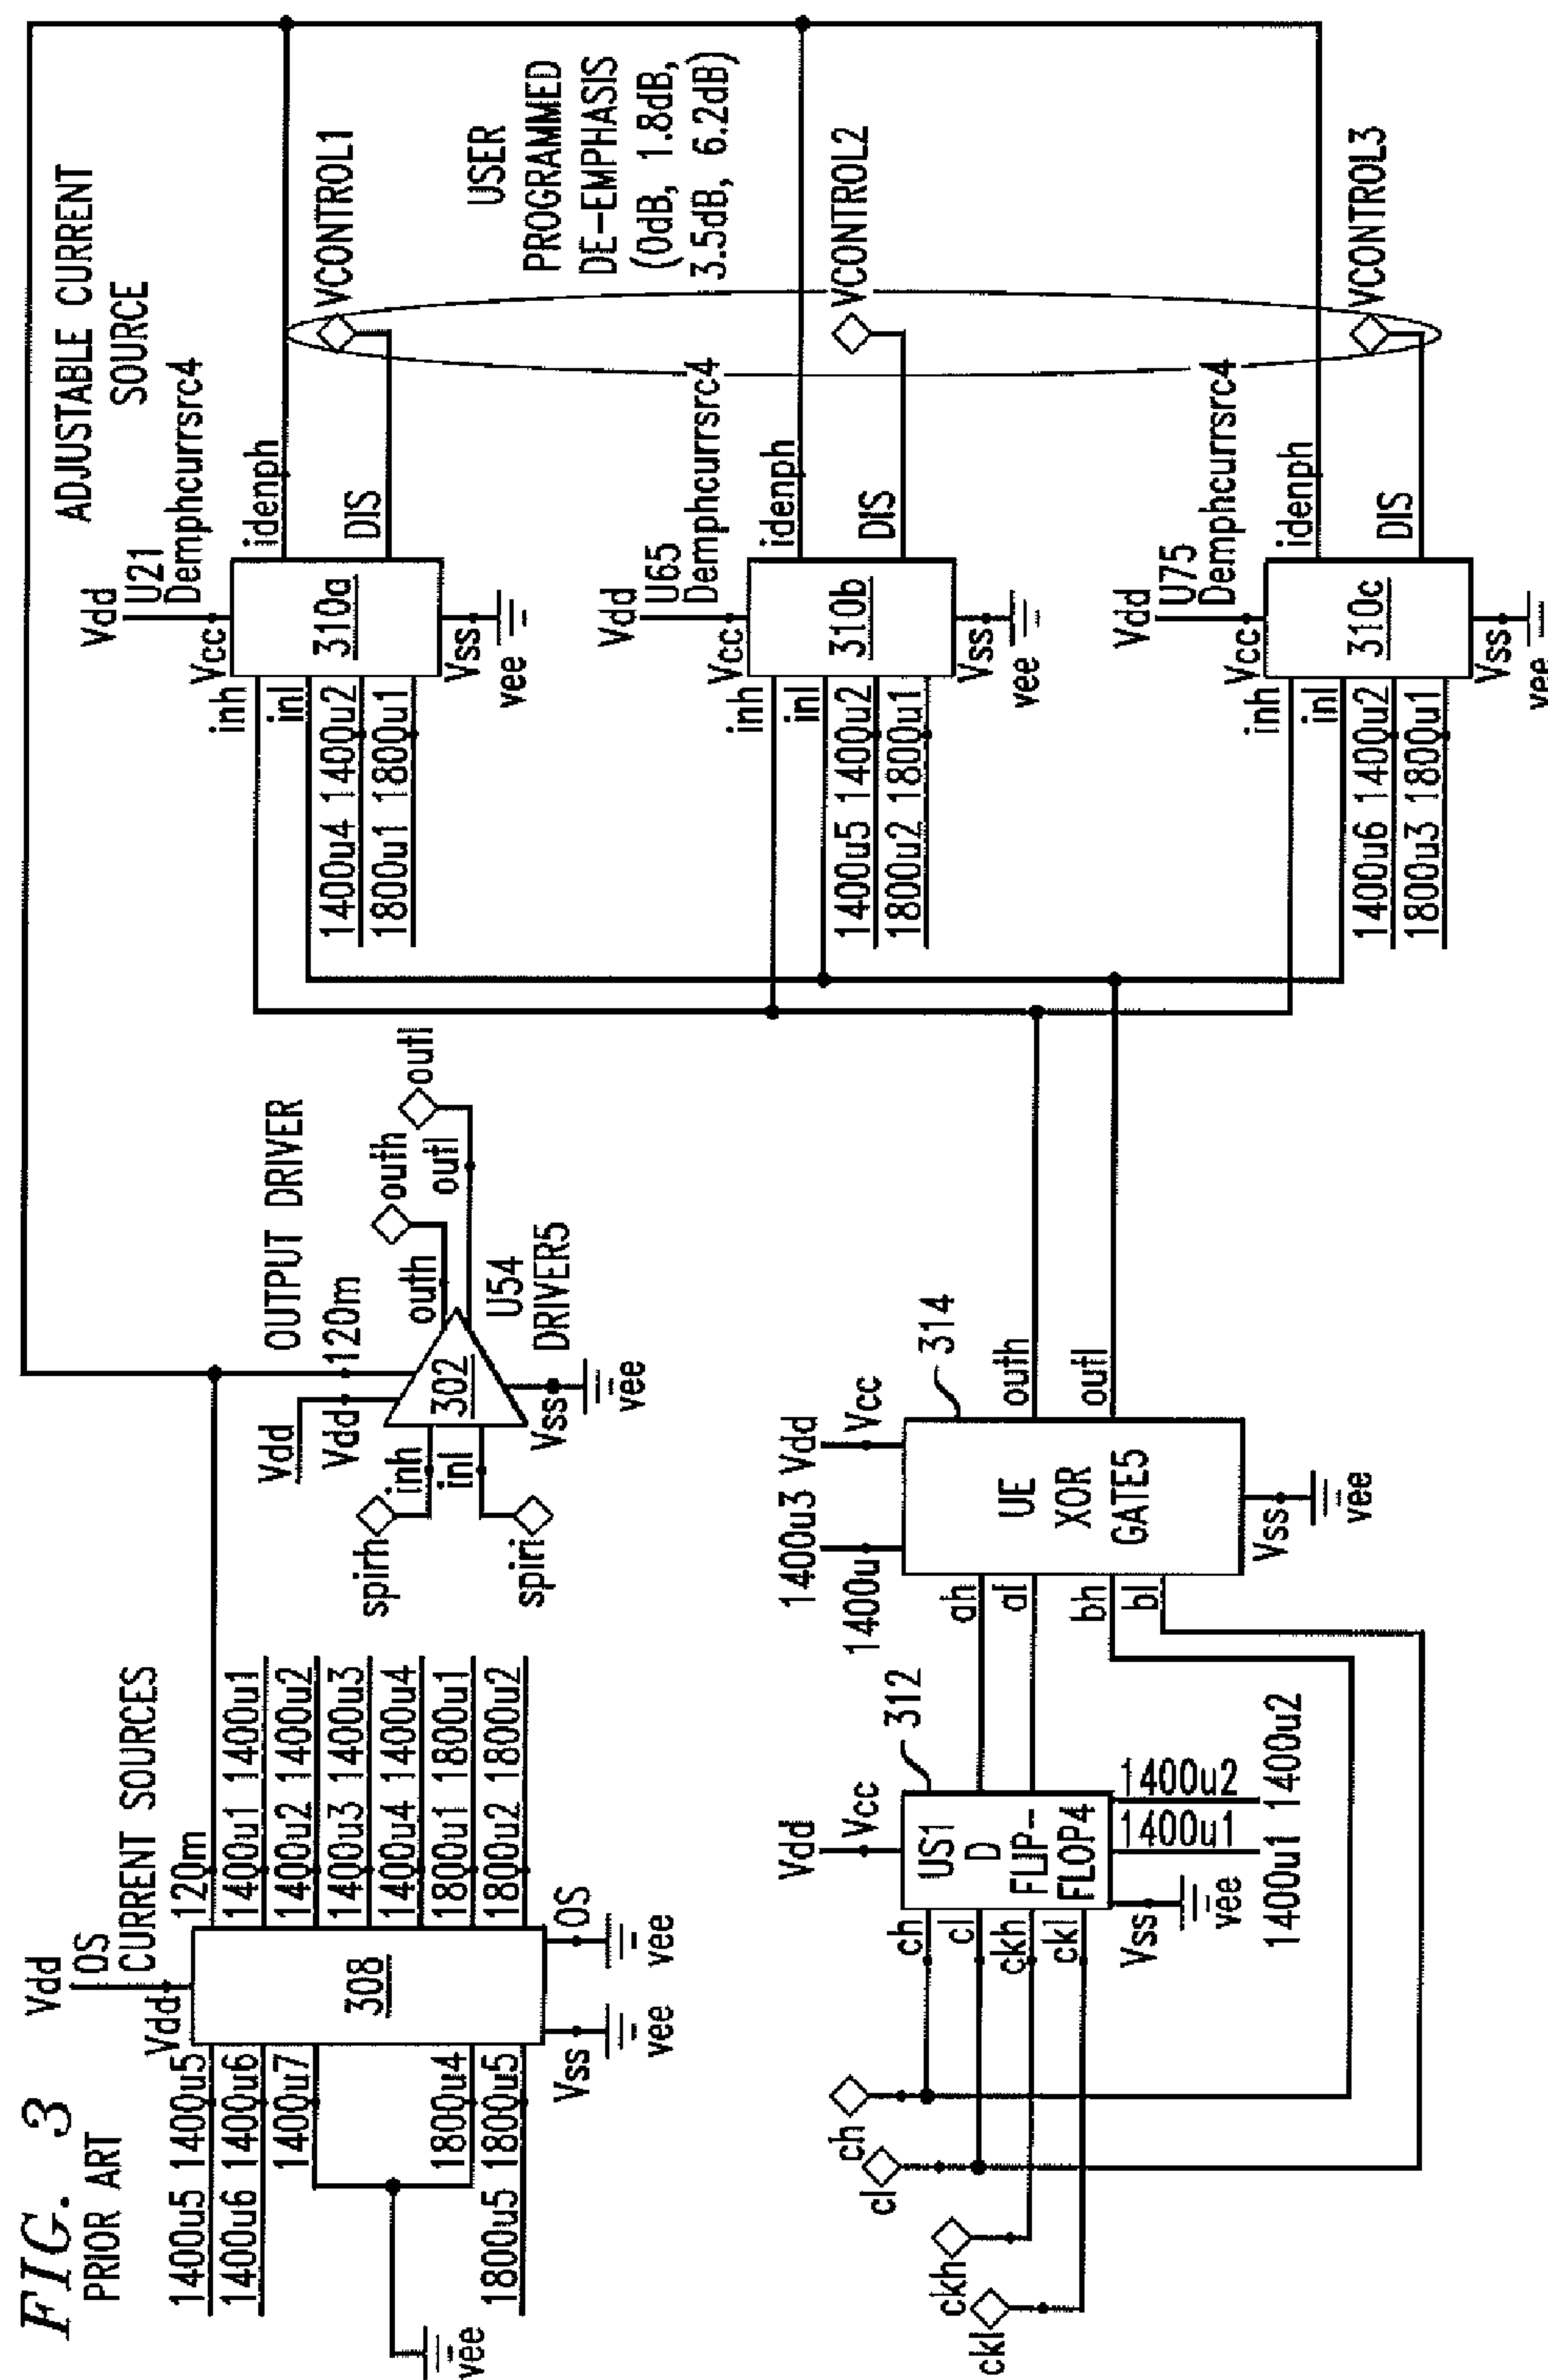 FIG. 3
PRIOR ART
Vdd
OS
CURRENT SOURCES
Vdd
1400u5 1400u5
1400u6 1400u6
1400u7
1800u4
1800u5 1800u5
vee
308
120m
1400u1 1400u1
1400u2 1400u2
1400u3 1400u3
1400u4 1400u4
1800u1 1800u1
1800u2 1800u2
Vss
vee
OS
vee
OUTPUT DRIVER
Vdd
Vdd
120m
spirh
inh
inl
spirl
302
outh
outh
outl
outl
U54
DRIVER5
Vss
vee
ADJUSTABLE CURRENT
SOURCE
Vdd
U21
Demphcurrsrc4
Vcc
inh
inl
1400u4 1400u2
1800u1 1800u1
310a
idenph
DIS
Vss
vee
VCONTROL1
USER
PROGRAMMED
DE-EMPHASIS
(0dB, 1.8dB,
3.5dB, 6.2dB)
Vdd
U65
Demphcurrsrc4
Vcc
inh
inl
1400u5 1400u2
1800u2 1800u1
310b
idenph
DIS
Vss
vee
VCONTROL2
Vdd
U75
Demphcurrsrc4
Vcc
inh
inl
1400u6 1400u2
1800u3 1800u1
310c
idenph
DIS
Vss
vee
VCONTROL3
ch
cl
ckh
ckl
Vdd
Vcc
312
ch
cl
ckh
ckl
US1
D
FLIP-
FLOP4
Vss
vee
1400u1
1400u2
1400u1 1400u2
1400u3 Vdd
1400u
Vcc
314
ah
al
bh
bl
UE
XOR
GATE5
outh
outl
Vss
vee